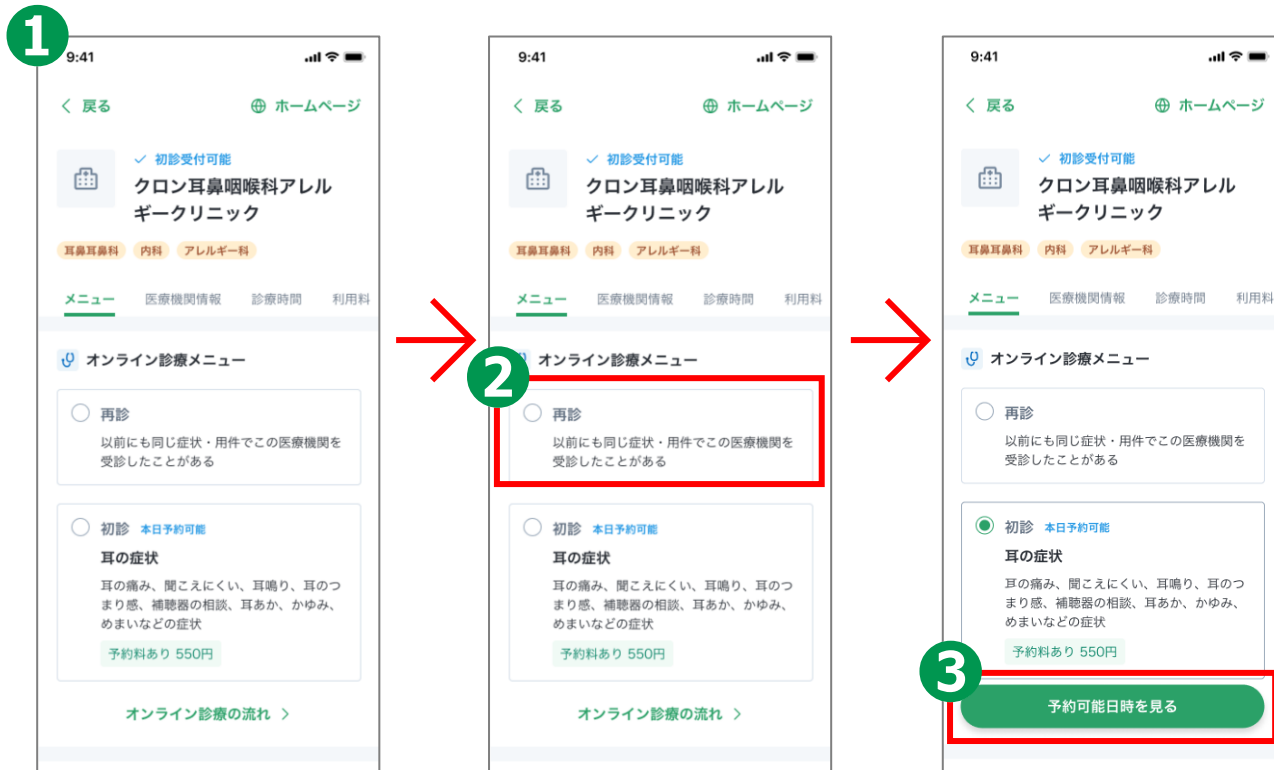 1
9:41
戻る
ホームページ
初診受付可能
クロン耳鼻咽喉科アレル
ギークリニック
耳鼻耳鼻科 内科 アレルギー科
メニュー 医療機関情報 診療時間 利用料
オンライン診療メニュー
再診
以前にも同じ症状・用件でこの医療機関を
受診したことがある
初診 本日予約可能
耳の症状
耳の痛み、聞こえにくい、耳鳴り、耳のつ
まり感、補聴器の相談、耳あか、かゆみ、
めまいなどの症状
予約料あり 550円
オンライン診療の流れ
9:41
戻る
ホームページ
初診受付可能
クロン耳鼻咽喉科アレル
ギークリニック
耳鼻耳鼻科 内科 アレルギー科
メニュー 医療機関情報 診療時間 利用料
オンライン診療メニュー
2
再診
以前にも同じ症状・用件でこの医療機関を
受診したことがある
初診 本日予約可能
耳の症状
耳の痛み、聞こえにくい、耳鳴り、耳のつ
まり感、補聴器の相談、耳あか、かゆみ、
めまいなどの症状
予約料あり 550円
オンライン診療の流れ
9:41
戻る
ホームページ
初診受付可能
クロン耳鼻咽喉科アレル
ギークリニック
耳鼻耳鼻科 内科 アレルギー科
メニュー 医療機関情報 診療時間 利用料
オンライン診療メニュー
再診
以前にも同じ症状・用件でこの医療機関を
受診したことがある
初診 本日予約可能
耳の症状
耳の痛み、聞こえにくい、耳鳴り、耳のつ
まり感、補聴器の相談、耳あか、かゆみ、
めまいなどの症状
予約料あり 550円
3
予約可能日時を見る